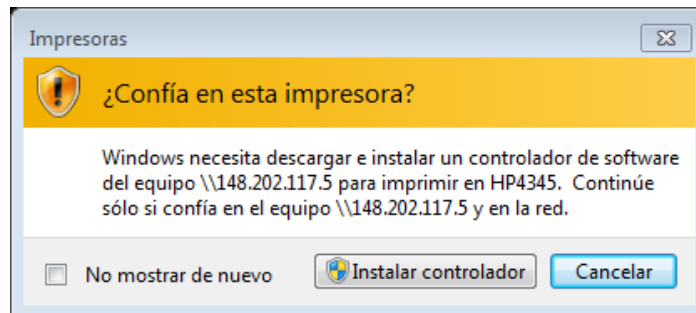 Impresoras
¿Confía en esta impresora?
Windows necesita descargar e instalar un controlador de software
del equipo \\148.202.117.5 para imprimir en HP4345. Continúe
sólo si confía en el equipo \\148.202.117.5 y en la red.
No mostrar de nuevo
Instalar controlador
Cancelar